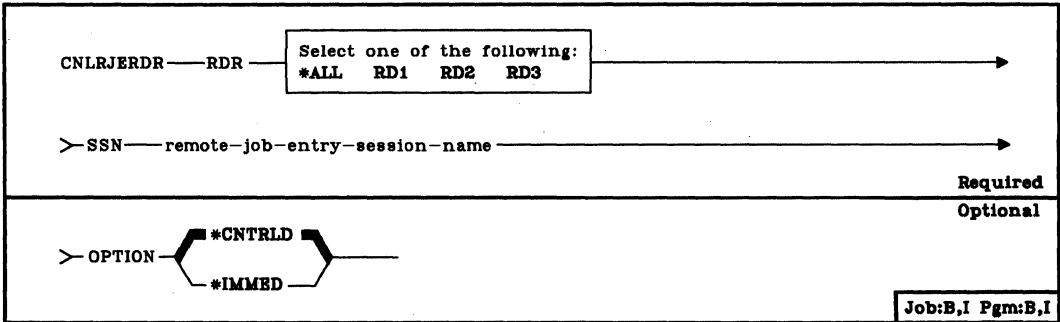 Select one of the following:
CNLRJERDR RDR *ALL RD1 RD2 RD3
>SSN remote-job-entry-session-name
Required
Optional
*CNTRLD
>OPTION
*IMMED
Job:B,I Pgm:B,I